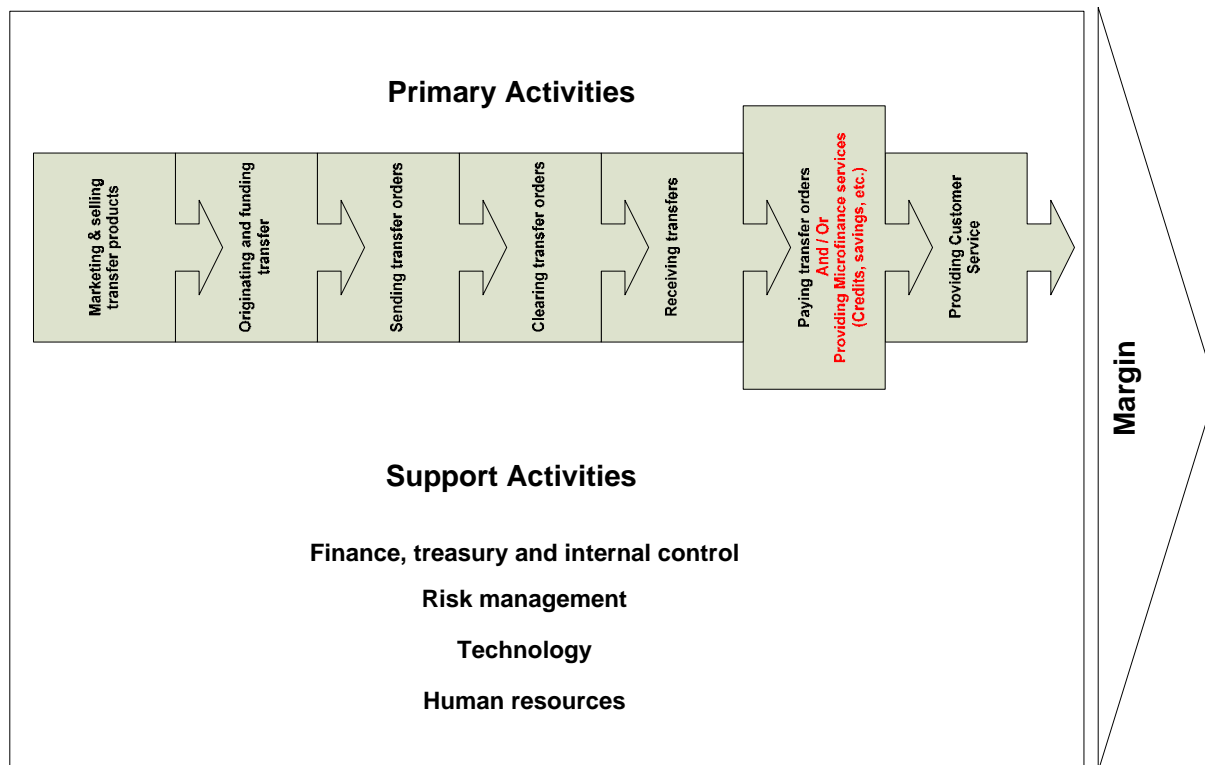 Primary Activities
Marketing & selling
transfer products
Originating and funding
transfer
Sending transfer orders
Clearing transfer orders
Receiving transfers
Paying transfer orders
And / Or
Providing Microfinance services
(Credits, savings, etc.)
Providing Customer
Service
Margin
Support Activities
Finance, treasury and internal control
Risk management
Technology
Human resources